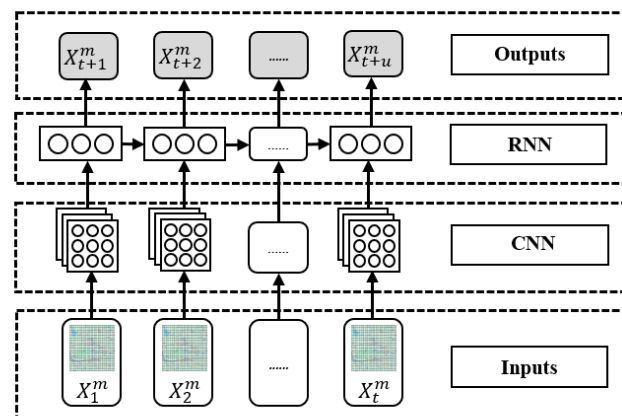 X^m_{t+1} X^m_{t+2} ...... X^m_{t+u} Outputs
...... RNN
...... CNN
...... Inputs
X^m_1 X^m_2 X^m_t